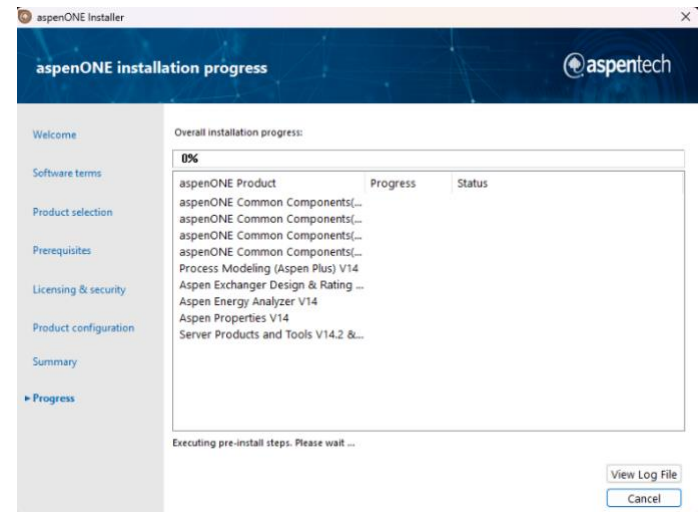 aspenONE Installer
aspenONE installation progress
aspentech
Welcome
Software terms
Product selection
Prerequisites
Licensing & security
Product configuration
Summary
Progress
Overall installation progress:
0%
aspenONE Product Progress Status
aspenONE Common Components(...
aspenONE Common Components(...
aspenONE Common Components(...
aspenONE Common Components(...
Process Modeling (Aspen Plus) V14
Aspen Exchanger Design & Rating ...
Aspen Energy Analyzer V14
Aspen Properties V14
Server Products and Tools V14.2 &...
Executing pre-install steps. Please wait ...
View Log File
Cancel